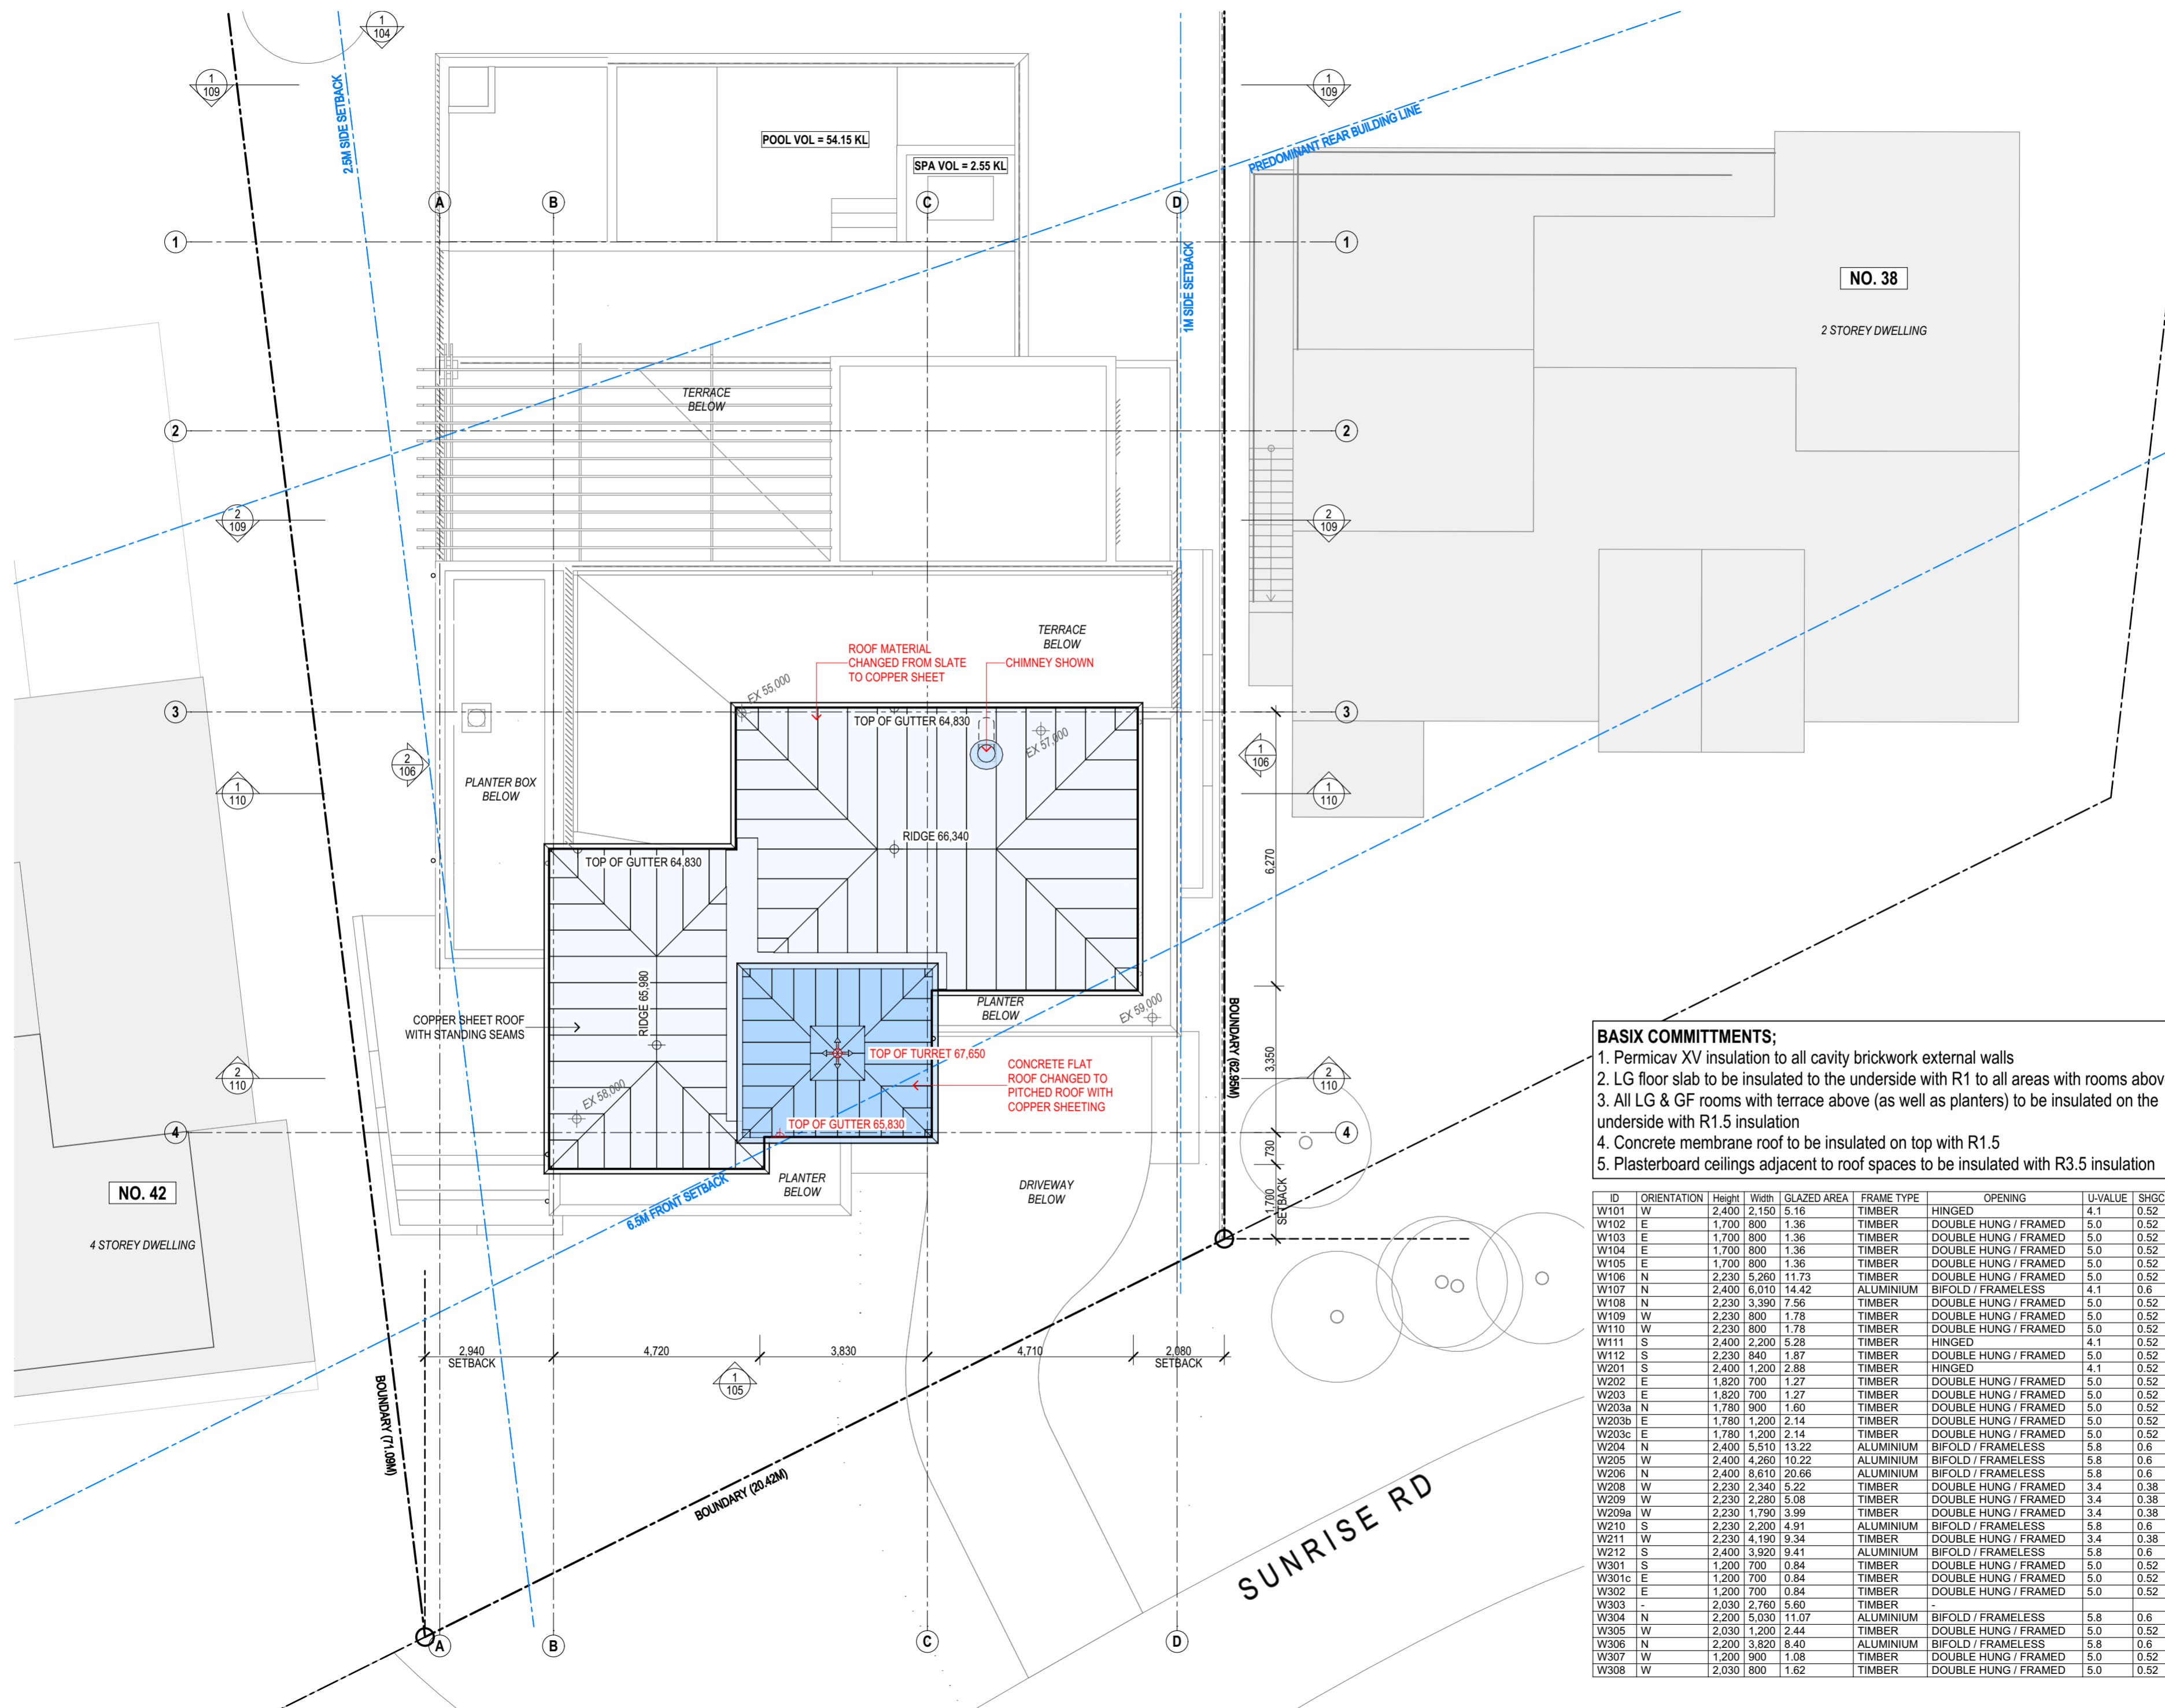 1
104
1
109
1
109
2.5M SIDE SETBACK
POOL VOL = 54.15 KL
SPA VOL = 2.55 KL
PREDOMINANT REAR BUILDING LINE
A
B
C
D
1
1
1M SIDE SETBACK
NO. 38
2 STOREY DWELLING
TERRACE
BELOW
2
2
2
109
2
109
TERRACE
BELOW
ROOF MATERIAL
CHANGED FROM SLATE
TO COPPER SHEET
CHIMNEY SHOWN
EX 55,000
3
3
TOP OF GUTTER 64,830
EX 57,000
2
106
1
106
PLANTER BOX
BELOW
1
110
1
110
RIDGE 66,340
TOP OF GUTTER 64,830
6,270
RIDGE 65,980
COPPER SHEET ROOF
WITH STANDING SEAMS
PLANTER
BELOW
EX 59,000
BOUNDARY (62.95M)
TOP OF TURRET 67,650
CONCRETE FLAT
ROOF CHANGED TO
PITCHED ROOF WITH
COPPER SHEETING
3,350
2
110
2
110
EX 58,000
TOP OF GUTTER 65,830
4
4
730
PLANTER
BELOW
6.5M FRONT SETBACK
DRIVEWAY
BELOW
1,700
SETBACK
NO. 42
4 STOREY DWELLING
2,940
SETBACK
4,720
3,830
4,710
2,080
SETBACK
1
105
BOUNDARY (71.09M)
BOUNDARY (20.42M)
SUNRISE RD
A
B
C
D
BASIX COMMITTMENTS;
1. Permicav XV insulation to all cavity brickwork external walls
2. LG floor slab to be insulated to the underside with R1 to all areas with rooms abov
3. All LG & GF rooms with terrace above (as well as planters) to be insulated on the
underside with R1.5 insulation
4. Concrete membrane roof to be insulated on top with R1.5
5. Plasterboard ceilings adjacent to roof spaces to be insulated with R3.5 insulation
ID ORIENTATION Height Width GLAZED AREA FRAME TYPE OPENING U-VALUE SHGC
W101 W 2,400 2,150 5.16 TIMBER HINGED 4.1 0.52
W102 E 1,700 800 1.36 TIMBER DOUBLE HUNG / FRAMED 5.0 0.52
W103 E 1,700 800 1.36 TIMBER DOUBLE HUNG / FRAMED 5.0 0.52
W104 E 1,700 800 1.36 TIMBER DOUBLE HUNG / FRAMED 5.0 0.52
W105 E 1,700 800 1.36 TIMBER DOUBLE HUNG / FRAMED 5.0 0.52
W106 N 2,230 5,260 11.73 TIMBER DOUBLE HUNG / FRAMED 5.0 0.52
W107 N 2,400 6,010 14.42 ALUMINIUM BIFOLD / FRAMELESS 4.1 0.6
W108 N 2,230 3,390 7.56 TIMBER DOUBLE HUNG / FRAMED 5.0 0.52
W109 W 2,230 800 1.78 TIMBER DOUBLE HUNG / FRAMED 5.0 0.52
W110 W 2,230 800 1.78 TIMBER DOUBLE HUNG / FRAMED 5.0 0.52
W111 S 2,400 2,200 5.28 TIMBER HINGED 4.1 0.52
W112 S 2,230 840 1.87 TIMBER DOUBLE HUNG / FRAMED 5.0 0.52
W201 S 2,400 1,200 2.88 TIMBER HINGED 4.1 0.52
W202 E 1,820 700 1.27 TIMBER DOUBLE HUNG / FRAMED 5.0 0.52
W203 E 1,820 700 1.27 TIMBER DOUBLE HUNG / FRAMED 5.0 0.52
W203a N 1,780 900 1.60 TIMBER DOUBLE HUNG / FRAMED 5.0 0.52
W203b E 1,780 1,200 2.14 TIMBER DOUBLE HUNG / FRAMED 5.0 0.52
W203c E 1,780 1,200 2.14 TIMBER DOUBLE HUNG / FRAMED 5.0 0.52
W204 N 2,400 5,510 13.22 ALUMINIUM BIFOLD / FRAMELESS 5.8 0.6
W205 W 2,400 4,260 10.22 ALUMINIUM BIFOLD / FRAMELESS 5.8 0.6
W206 N 2,400 8,610 20.66 ALUMINIUM BIFOLD / FRAMELESS 5.8 0.6
W208 W 2,230 2,340 5.22 TIMBER DOUBLE HUNG / FRAMED 3.4 0.38
W209 W 2,230 2,280 5.08 TIMBER DOUBLE HUNG / FRAMED 3.4 0.38
W209a W 2,230 1,790 3.99 TIMBER DOUBLE HUNG / FRAMED 3.4 0.38
W210 S 2,230 2,200 4.91 ALUMINIUM BIFOLD / FRAMELESS 5.8 0.6
W211 W 2,230 4,190 9.34 TIMBER DOUBLE HUNG / FRAMED 3.4 0.38
W212 S 2,400 3,920 9.41 ALUMINIUM BIFOLD / FRAMELESS 5.8 0.6
W301 S 1,200 700 0.84 TIMBER DOUBLE HUNG / FRAMED 5.0 0.52
W301c E 1,200 700 0.84 TIMBER DOUBLE HUNG / FRAMED 5.0 0.52
W302 E 1,200 700 0.84 TIMBER DOUBLE HUNG / FRAMED 5.0 0.52
W303 - 2,030 2,760 5.60 TIMBER -
W304 N 2,200 5,030 11.07 ALUMINIUM BIFOLD / FRAMELESS 5.8 0.6
W305 W 2,030 1,200 2.44 TIMBER DOUBLE HUNG / FRAMED 5.0 0.52
W306 N 2,200 3,820 8.40 ALUMINIUM BIFOLD / FRAMELESS 5.8 0.6
W307 W 1,200 900 1.08 TIMBER DOUBLE HUNG / FRAMED 5.0 0.52
W308 W 2,030 800 1.62 TIMBER DOUBLE HUNG / FRAMED 5.0 0.52